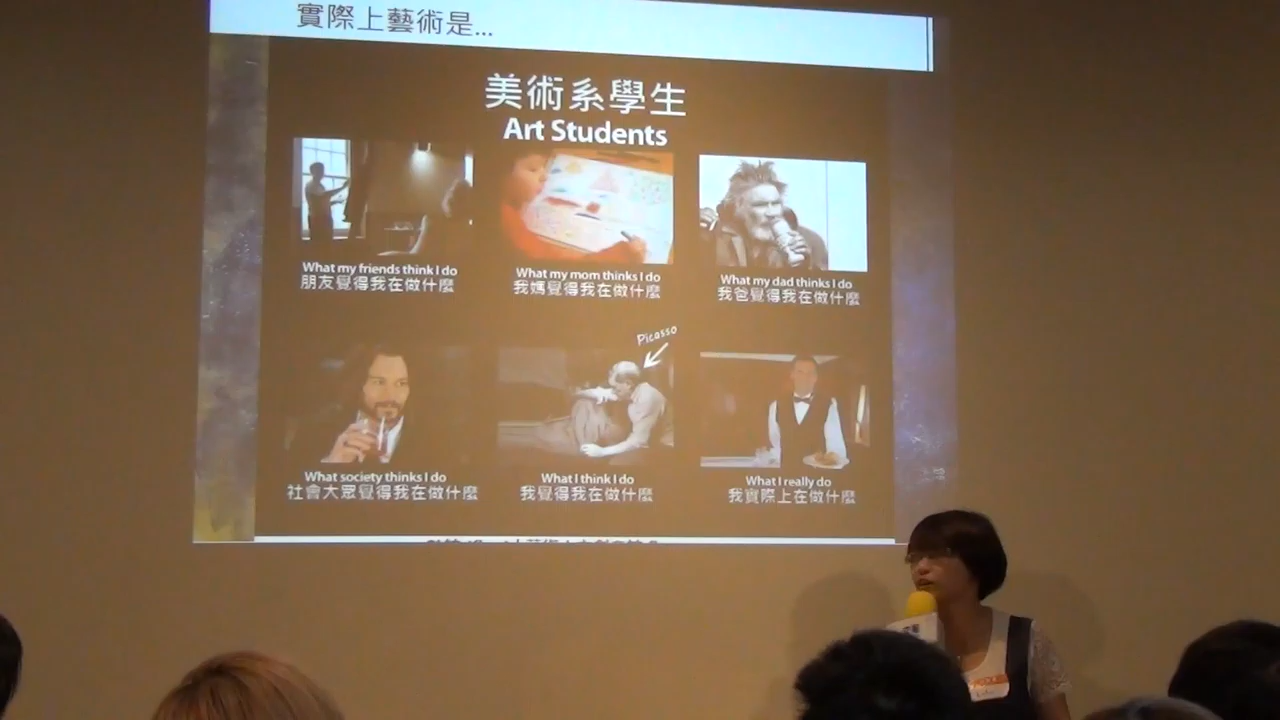 實際上藝術是...
美術系學生
Art Students
What my friends think I do
朋友覺得我在做什麼
What my mom thinks I do
我媽覺得我在做什麼
What my dad thinks I do
我爸覺得我在做什麼
Picasso
What society thinks I do
社會大眾覺得我在做什麼
What I think I do
我覺得我在做什麼
What I really do
我實際上在做什麼